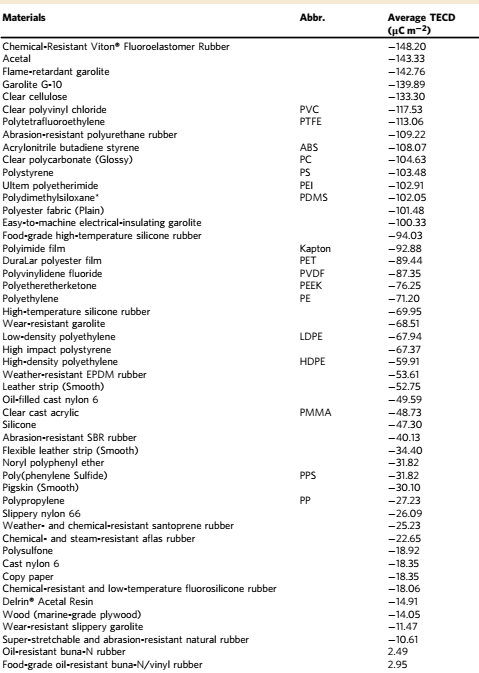 Materials Abbr. Average TECD
(μC m⁻²)
Chemical-Resistant Viton® Fluoroelastomer Rubber −148.20
Acetal −143.33
Flame-retardant garolite −142.76
Garolite G-10 −139.89
Clear cellulose −133.30
Clear polyvinyl chloride PVC −117.53
Polytetrafluoroethylene PTFE −113.06
Abrasion-resistant polyurethane rubber −109.22
Acrylonitrile butadiene styrene ABS −108.07
Clear polycarbonate (Glossy) PC −104.63
Polystyrene PS −103.48
Ultem polyetherimide PEI −102.91
Polydimethylsiloxane* PDMS −102.05
Polyester fabric (Plain) −101.48
Easy-to-machine electrical-insulating garolite −100.33
Food-grade high-temperature silicone rubber −94.03
Polyimide film Kapton −92.88
DuraLar polyester film PET −89.44
Polyvinylidene fluoride PVDF −87.35
Polyetheretherketone PEEK −76.25
Polyethylene PE −71.20
High-temperature silicone rubber −69.95
Wear-resistant garolite −68.51
Low-density polyethylene LDPE −67.94
High impact polystyrene −67.37
High-density polyethylene HDPE −59.91
Weather-resistant EPDM rubber −53.61
Leather strip (Smooth) −52.75
Oil-filled cast nylon 6 −49.59
Clear cast acrylic PMMA −48.73
Silicone −47.30
Abrasion-resistant SBR rubber −40.13
Flexible leather strip (Smooth) −34.40
Noryl polyphenyl ether −31.82
Poly(phenylene Sulfide) PPS −31.82
Pigskin (Smooth) −30.10
Polypropylene PP −27.23
Slippery nylon 66 −26.09
Weather- and chemical-resistant santoprene rubber −25.23
Chemical- and steam-resistant aflas rubber −22.65
Polysulfone −18.92
Cast nylon 6 −18.35
Copy paper −18.35
Chemical-resistant and low-temperature fluorosilicone rubber −18.06
Delrin® Acetal Resin −14.91
Wood (marine-grade plywood) −14.05
Wear-resistant slippery garolite −11.47
Super-stretchable and abrasion-resistant natural rubber −10.61
Oil-resistant buna-N rubber 2.49
Food-grade oil-resistant buna-N/vinyl rubber 2.95